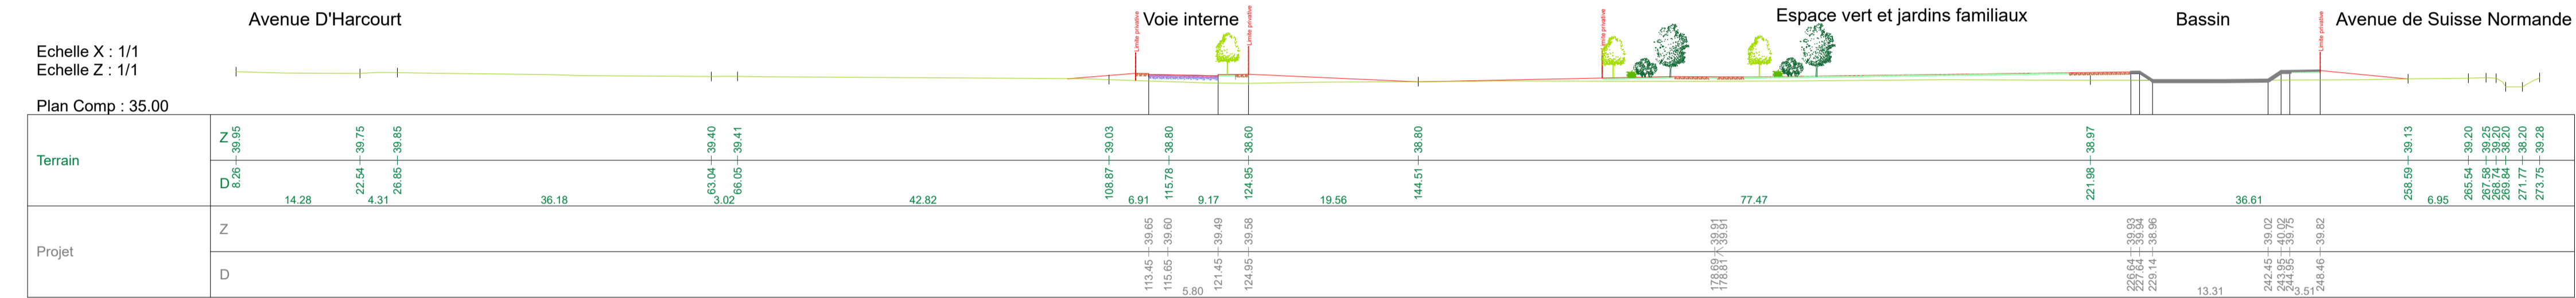 Avenue D'Harcourt
Voie interne
Espace vert et jardins familiaux
Bassin
Avenue de Suisse Normande
Limite privative
Limite privative
Limite privative
Limite privative
Echelle X : 1/1
Echelle Z : 1/1
Plan Comp : 35.00
Terrain
Z
39.95 39.75 39.85 39.40 39.41 39.03 38.80 38.60 38.80 38.97 39.13 39.20 39.25 39.20 38.20 38.20 39.28
D
8.26 22.54 26.85 63.04 66.05 108.87 115.78 124.95 144.51 221.98 258.59 265.54 267.58 268.74 269.84 271.77 273.75
14.28 4.31 36.18 3.02 42.82 6.91 9.17 19.56 77.47 36.61 6.95
Projet
Z
39.65 39.60 39.49 39.58 39.91 39.91 39.93 39.94 38.96 39.02 40.02 39.75 39.82
D
113.45 115.65 121.45 124.95 178.69 178.81 226.64 227.64 229.14 242.45 243.95 244.95 248.46
5.80 13.31 3.51